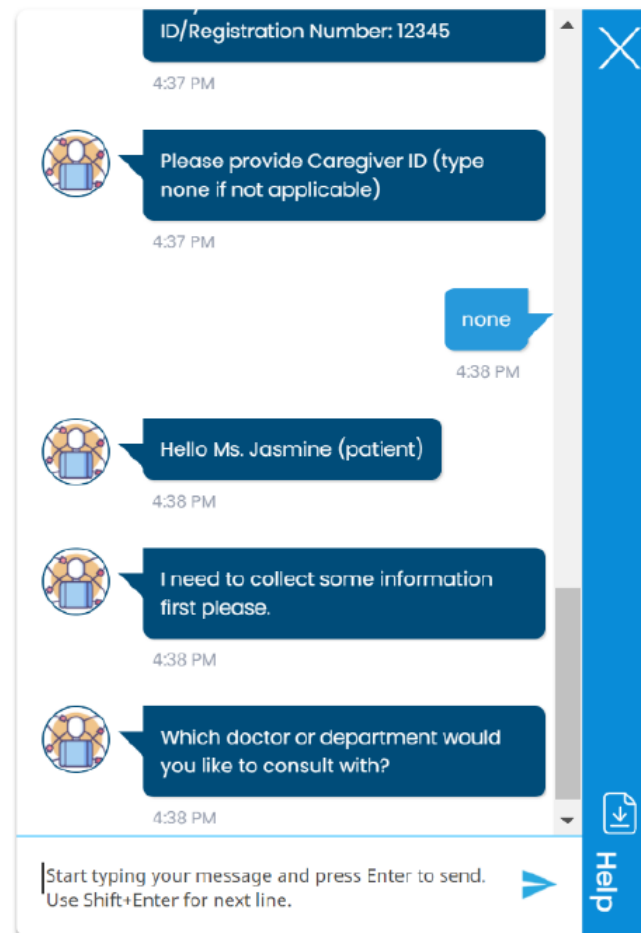 ID/Registration Number: 12345
4:37 PM
Please provide Caregiver ID (type
none if not applicable)
4:37 PM
none
4:38 PM
Hello Ms. Jasmine (patient)
4:38 PM
I need to collect some information
first please.
4:38 PM
Which doctor or department would
you like to consult with?
4:38 PM
Start typing your message and press Enter to send.
Use Shift+Enter for next line.
Help